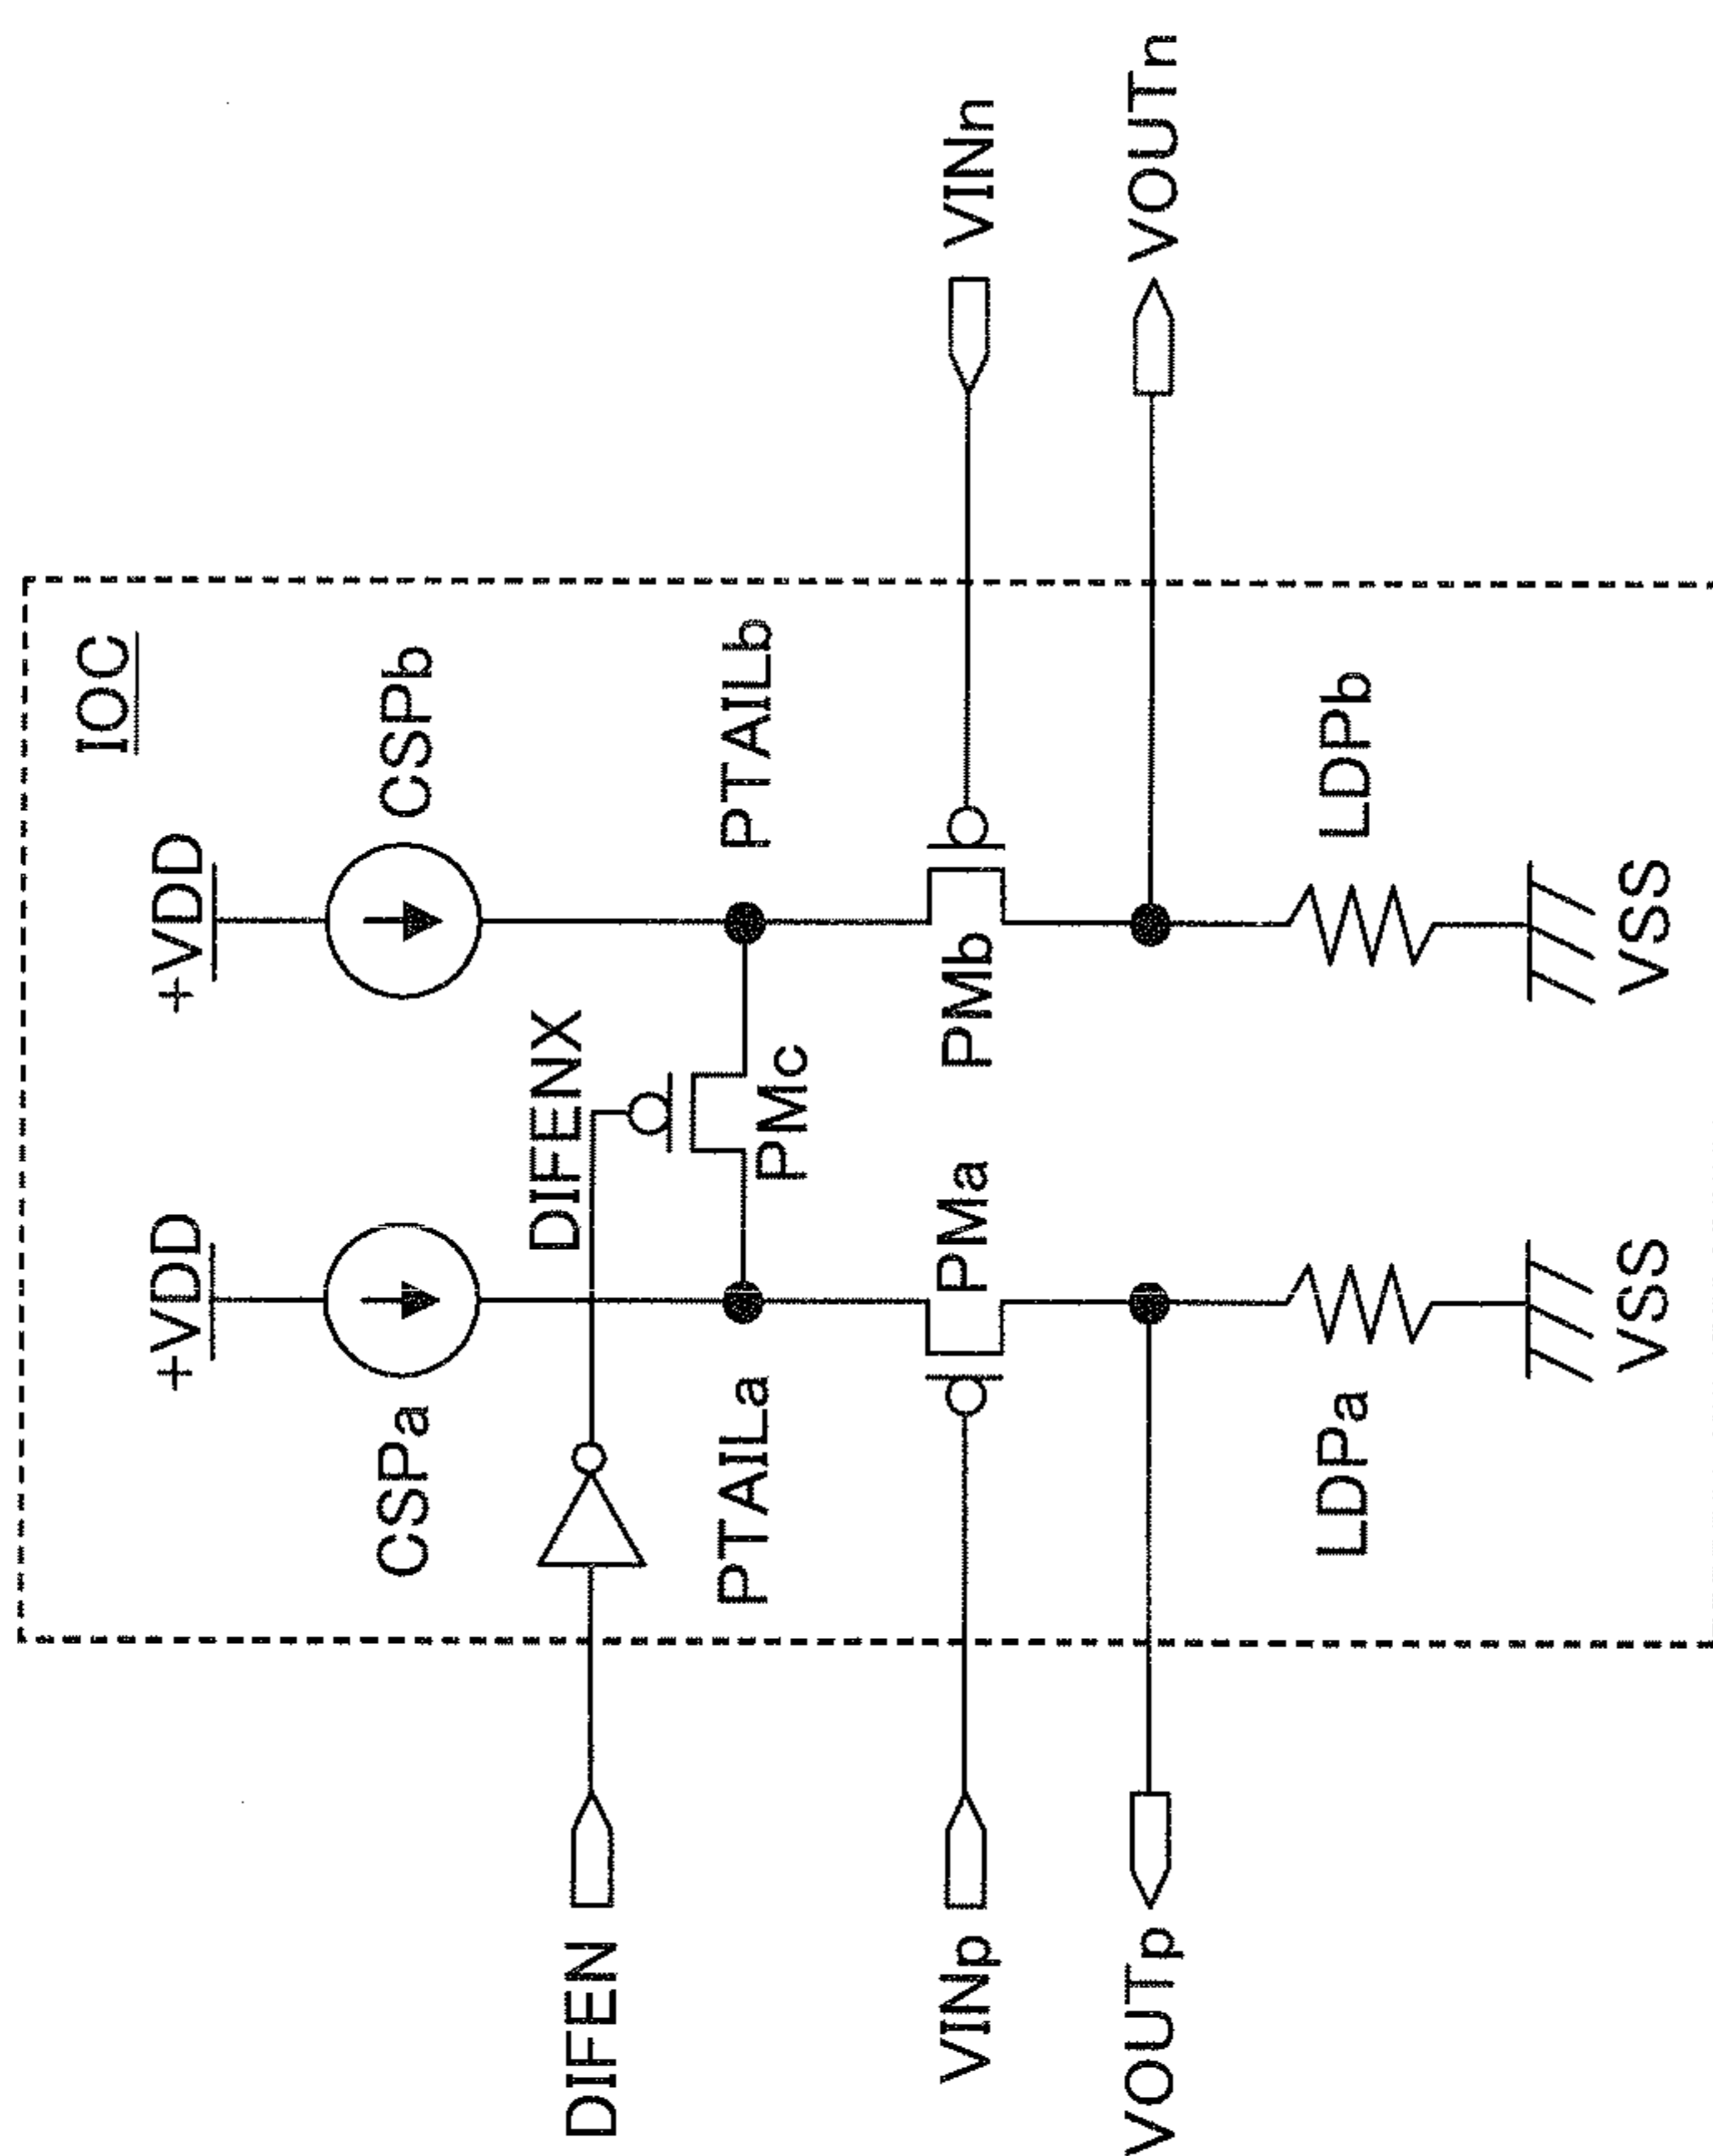 IOC
+VDD
+VDD
CSPa
CSPb
DIFEN
DIFENX
PTAILa
PMc
PTAILb
VINp
PMa
PMb
VINn
VOUTp
VOUTn
LDPa
LDPb
VSS
VSS